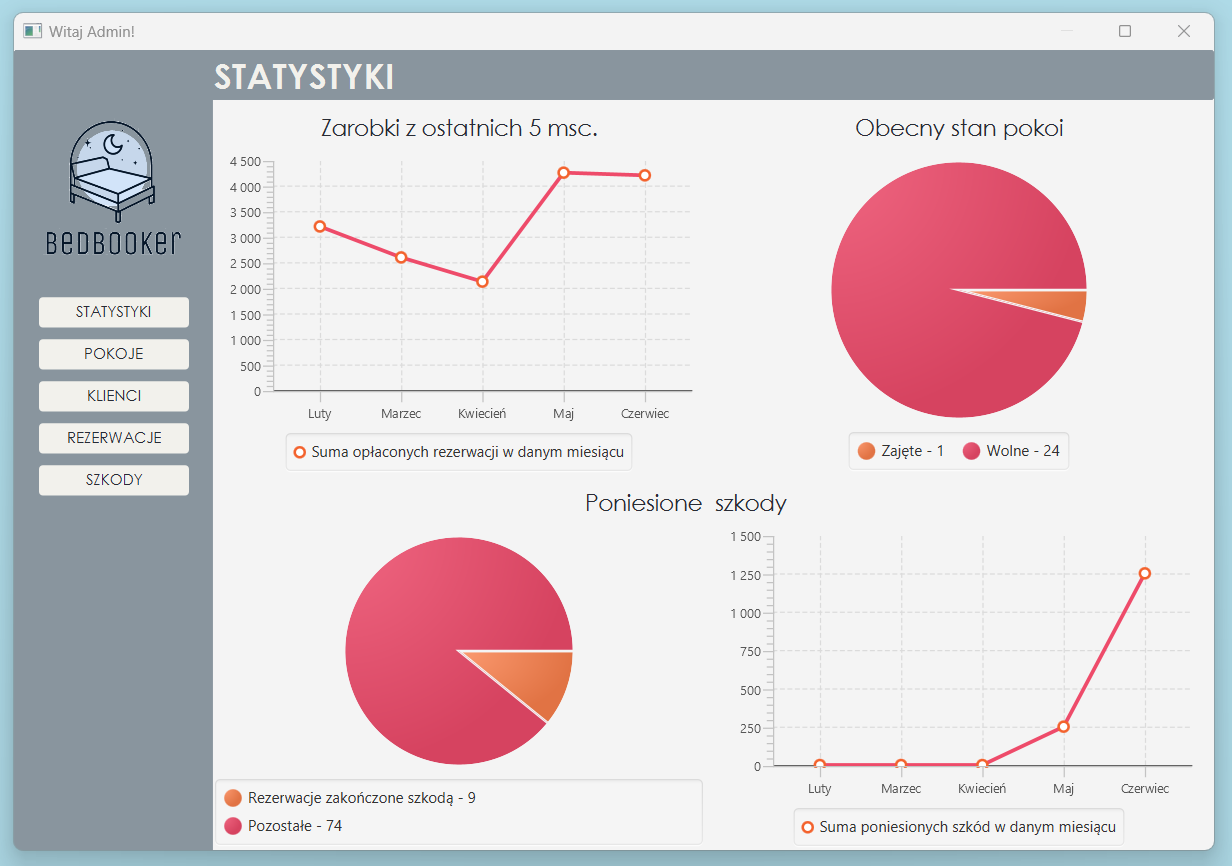 Witaj Admin!
STATYSTYKI
BEDBOOKER
STATYSTYKI
POKOJE
KLIENCI
REZERWACJE
SZKODY
Zarobki z ostatnich 5 msc.
4 500
4 000
3 500
3 000
2 500
2 000
1 500
1 000
500
0
Luty Marzec Kwiecień Maj Czerwiec
Suma opłaconych rezerwacji w danym miesiącu
Obecny stan pokoi
Zajęte - 1 Wolne - 24
Poniesione szkody
Rezerwacje zakończone szkodą - 9
Pozostałe - 74
1 500
1 250
1 000
750
500
250
0
Luty Marzec Kwiecień Maj Czerwiec
Suma poniesionych szkód w danym miesiącu